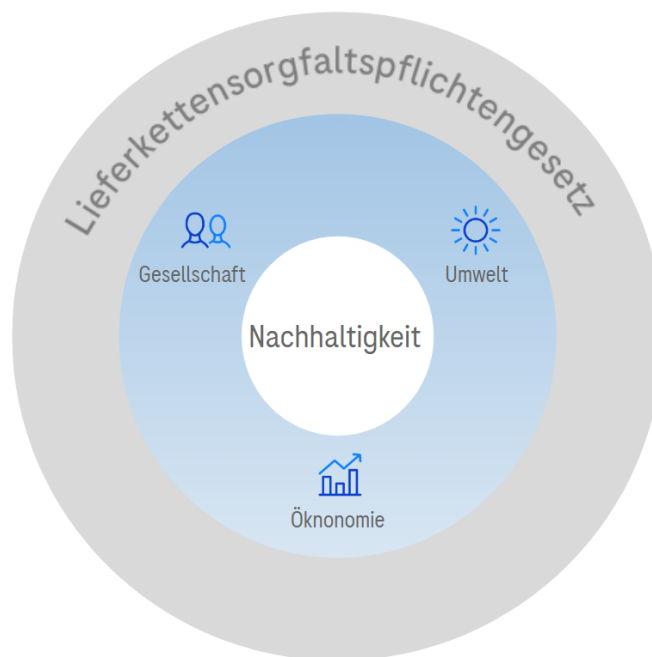 Lieferkettensorgfaltspflichtengesetz
Gesellschaft
Umwelt
Nachhaltigkeit
Öknonomie